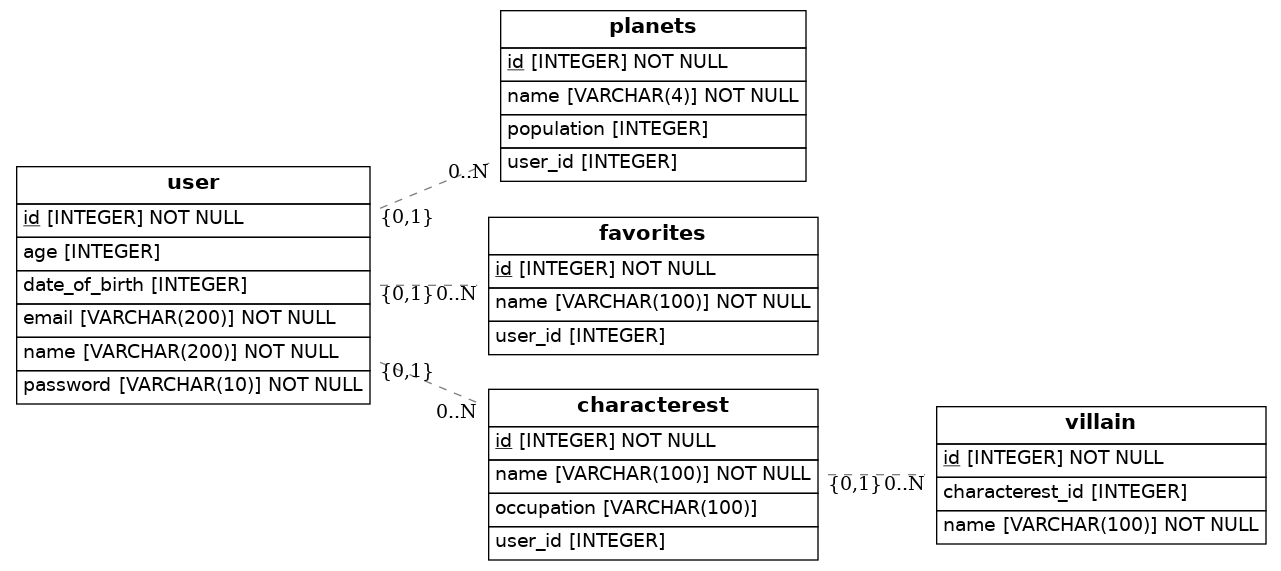 planets
id [INTEGER] NOT NULL
name [VARCHAR(4)] NOT NULL
population [INTEGER]
user_id [INTEGER]
0..N
{0,1}
user
id [INTEGER] NOT NULL
age [INTEGER]
date_of_birth [INTEGER]
email [VARCHAR(200)] NOT NULL
name [VARCHAR(200)] NOT NULL
password [VARCHAR(10)] NOT NULL
favorites
id [INTEGER] NOT NULL
name [VARCHAR(100)] NOT NULL
user_id [INTEGER]
{0,1} 0..N
{0,1}
0..N
characterest
id [INTEGER] NOT NULL
name [VARCHAR(100)] NOT NULL
occupation [VARCHAR(100)]
user_id [INTEGER]
{0,1} 0..N
villain
id [INTEGER] NOT NULL
characterest_id [INTEGER]
name [VARCHAR(100)] NOT NULL